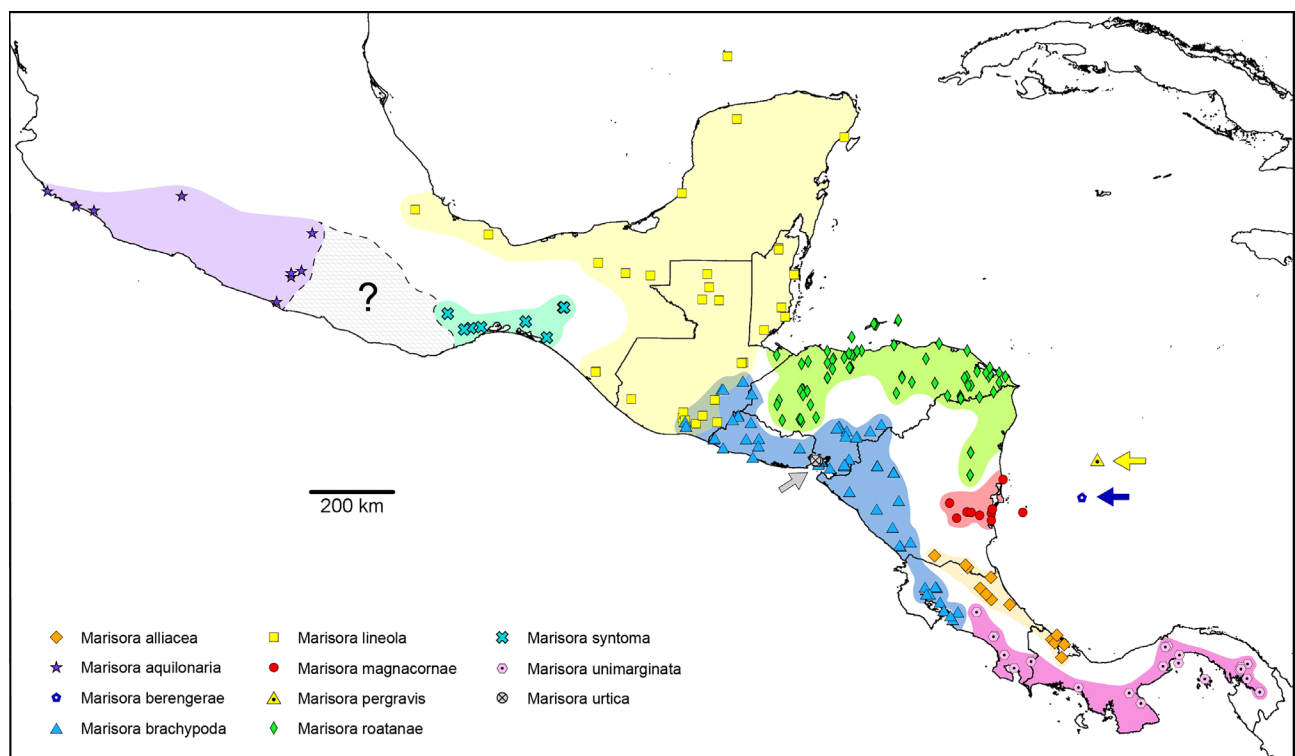 ?
200 km
Marisora alliacea
Marisora aquilonaria
Marisora berengerae
Marisora brachypoda
Marisora lineola
Marisora magnacornae
Marisora pergravis
Marisora roatanae
Marisora syntoma
Marisora unimarginata
Marisora urtica